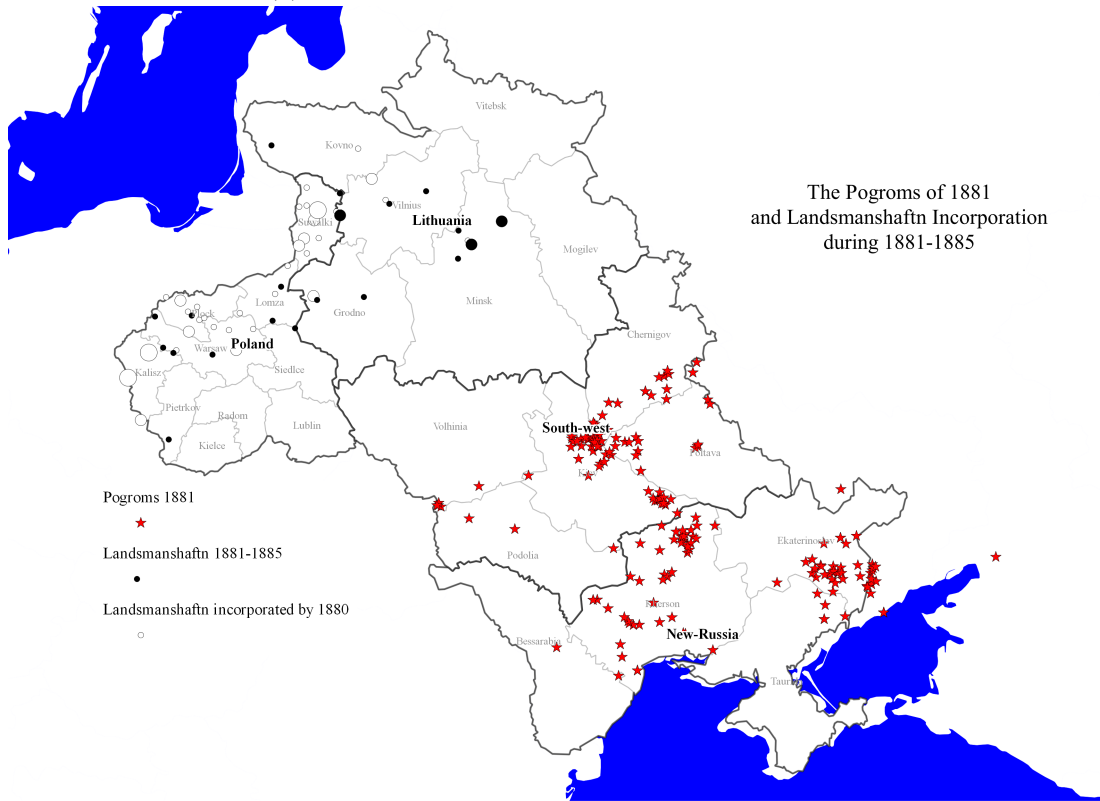 The Pogroms of 1881
and Landsmanshaftn Incorporation
during 1881-1885
Vitebsk
Kovno
Vilnius
Lithuania
Suwalki
Mogilev
Minsk
Lomza
Grodno
Plock
Warsaw
Poland
Chernigov
Kalisz
Siedlce
Pietrkov
Radom
Lublin
Kielce
Volhinia
South-west
Kiev
Poltava
Podolia
Ekaterinoslav
Kherson
New-Russia
Bessarabia
Pogroms 1881
Landsmanshaftn 1881-1885
Landsmanshaftn incorporated by 1880